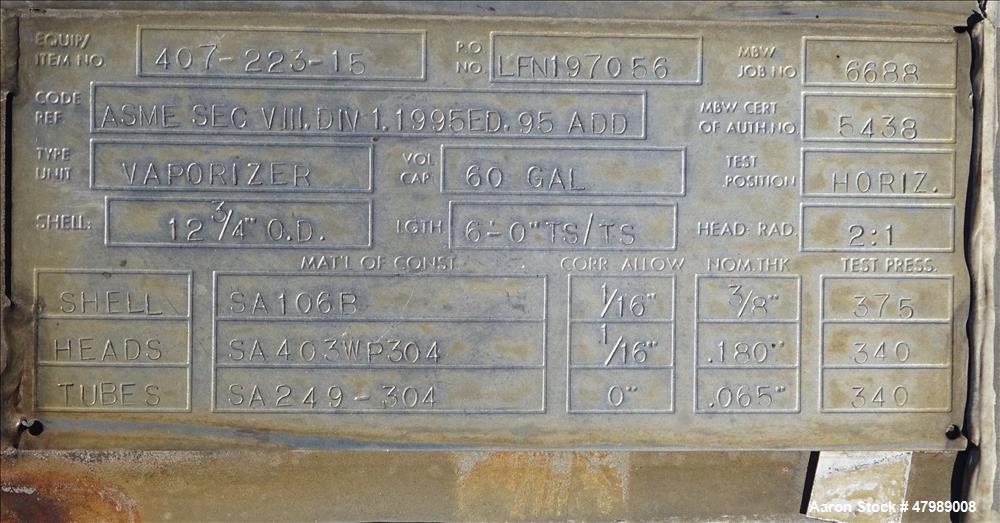 EQUIP/ ITEM NO 407-223-15 P.O. NO. LFN197056 MBW JOB NO 6688
CODE REF. ASME SEC VIII. DIV 1. 1995ED. 95 ADD MBW CERT OF AUTH.NO. 5438
TYPE UNIT VAPORIZER VOL CAP. 60 GAL TEST POSITION HORIZ.
SHELL: 12 3/4" O.D. LGTH 6'-0" TS/TS HEAD: RAD. 2:1
MAT'L OF CONST CORR ALLOW NOM.THK TEST PRESS.
SHELL SA106B 1/16" 3/8" 375
HEADS SA403WP304 1/16" .180" 340
TUBES SA249-304 0" .065" 340
Aaron Stock # 47989008